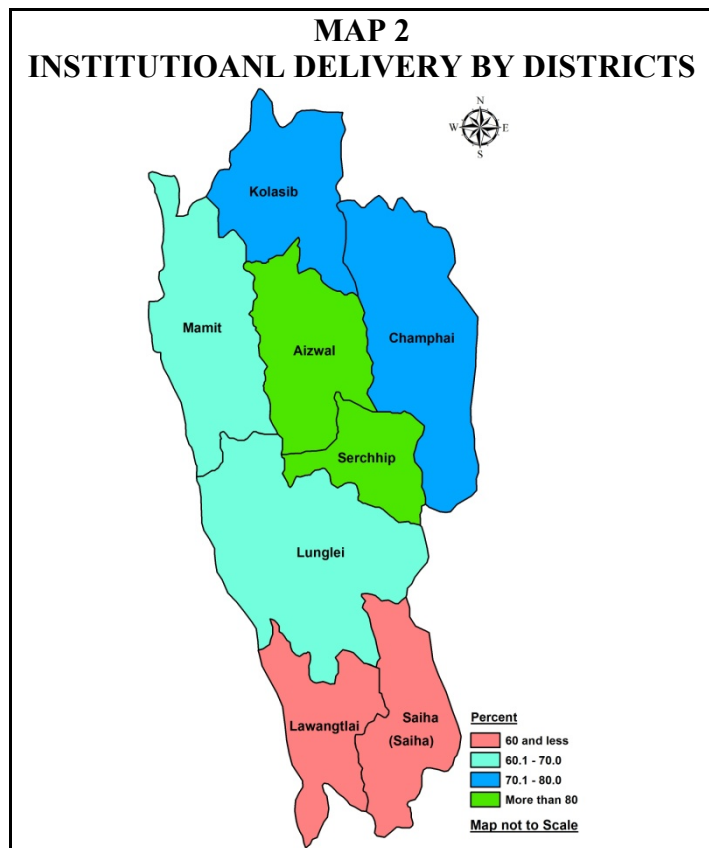 MAP 2
INSTITUTIOANL DELIVERY BY DISTRICTS
N
W E
S
Kolasib
Mamit
Aizwal
Champhai
Serchhip
Lunglei
Lawangtlai
Saiha
(Saiha)
Percent
60 and less
60.1 - 70.0
70.1 - 80.0
More than 80
Map not to Scale